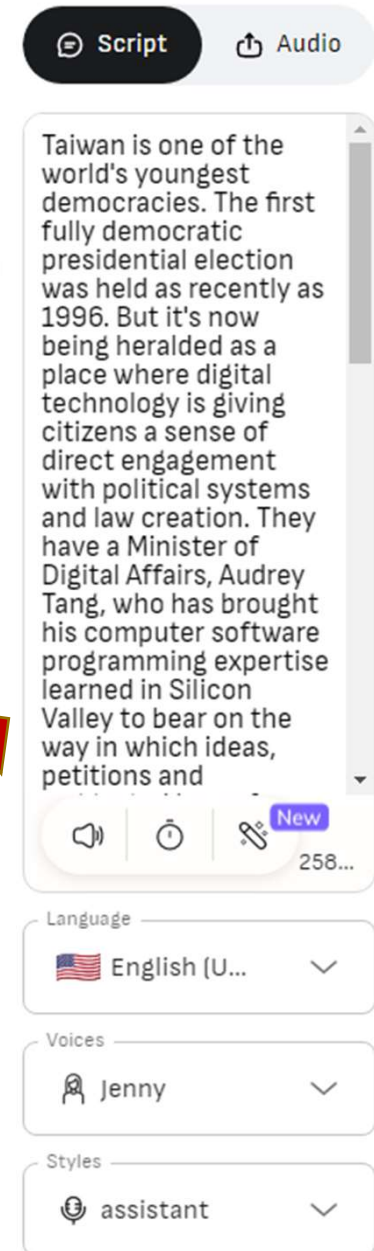 Script
Audio
Taiwan is one of the
world's youngest
democracies. The first
fully democratic
presidential election
was held as recently as
1996. But it's now
being heralded as a
place where digital
technology is giving
citizens a sense of
direct engagement
with political systems
and law creation. They
have a Minister of
Digital Affairs, Audrey
Tang, who has brought
his computer software
programming expertise
learned in Silicon
Valley to bear on the
way in which ideas,
petitions and
New
258...
Language
English (U...
Voices
Jenny
Styles
assistant